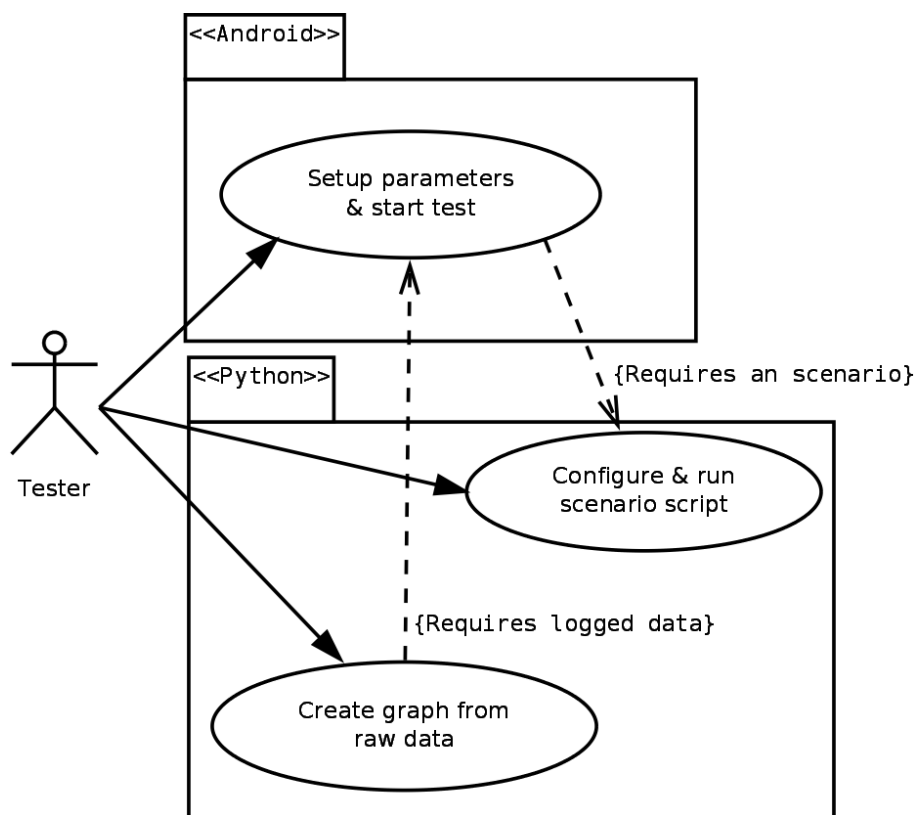 <<Android>>
Setup parameters
& start test
<<Python>>
{Requires an scenario}
Configure & run
scenario script
Tester
{Requires logged data}
Create graph from
raw data